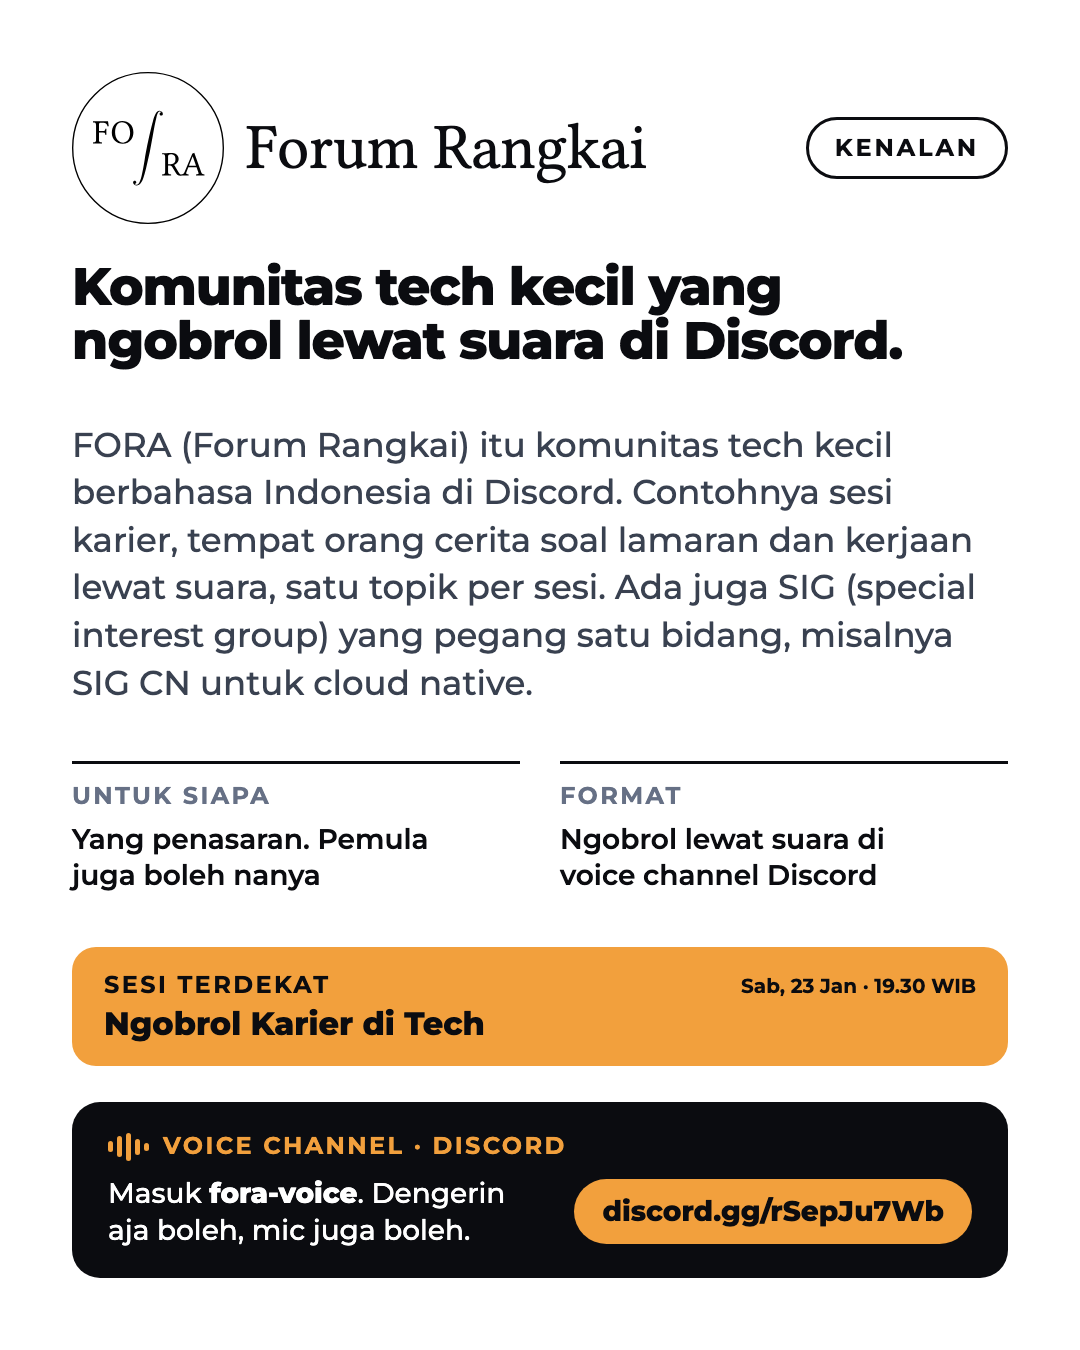 FO
RA
Forum Rangkai
KENALAN
Komunitas tech kecil yang
ngobrol lewat suara di Discord.
FORA (Forum Rangkai) itu komunitas tech kecil
berbahasa Indonesia di Discord. Contohnya sesi
karier, tempat orang cerita soal lamaran dan kerjaan
lewat suara, satu topik per sesi. Ada juga SIG (special
interest group) yang pegang satu bidang, misalnya
SIG CN untuk cloud native.
UNTUK SIAPA
Yang penasaran. Pemula
juga boleh nanya
FORMAT
Ngobrol lewat suara di
voice channel Discord
SESI TERDEKAT
Sab, 23 Jan · 19.30 WIB
Ngobrol Karier di Tech
VOICE CHANNEL · DISCORD
Masuk fora-voice. Dengerin
aja boleh, mic juga boleh.
discord.gg/rSepJu7Wb